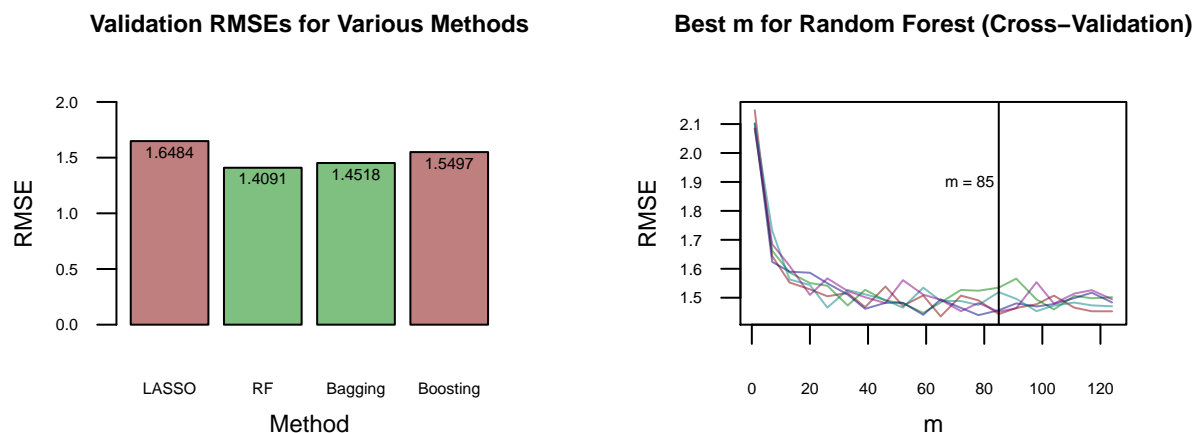 Validation RMSEs for Various Methods
RMSE
2.0
1.5
1.0
0.5
0.0
1.6484
1.4091
1.4518
1.5497
LASSO RF Bagging Boosting
Method
Best m for Random Forest (Cross−Validation)
RMSE
2.1
2.0
1.9
1.8
1.7
1.6
1.5
m = 85
0 20 40 60 80 100 120
m